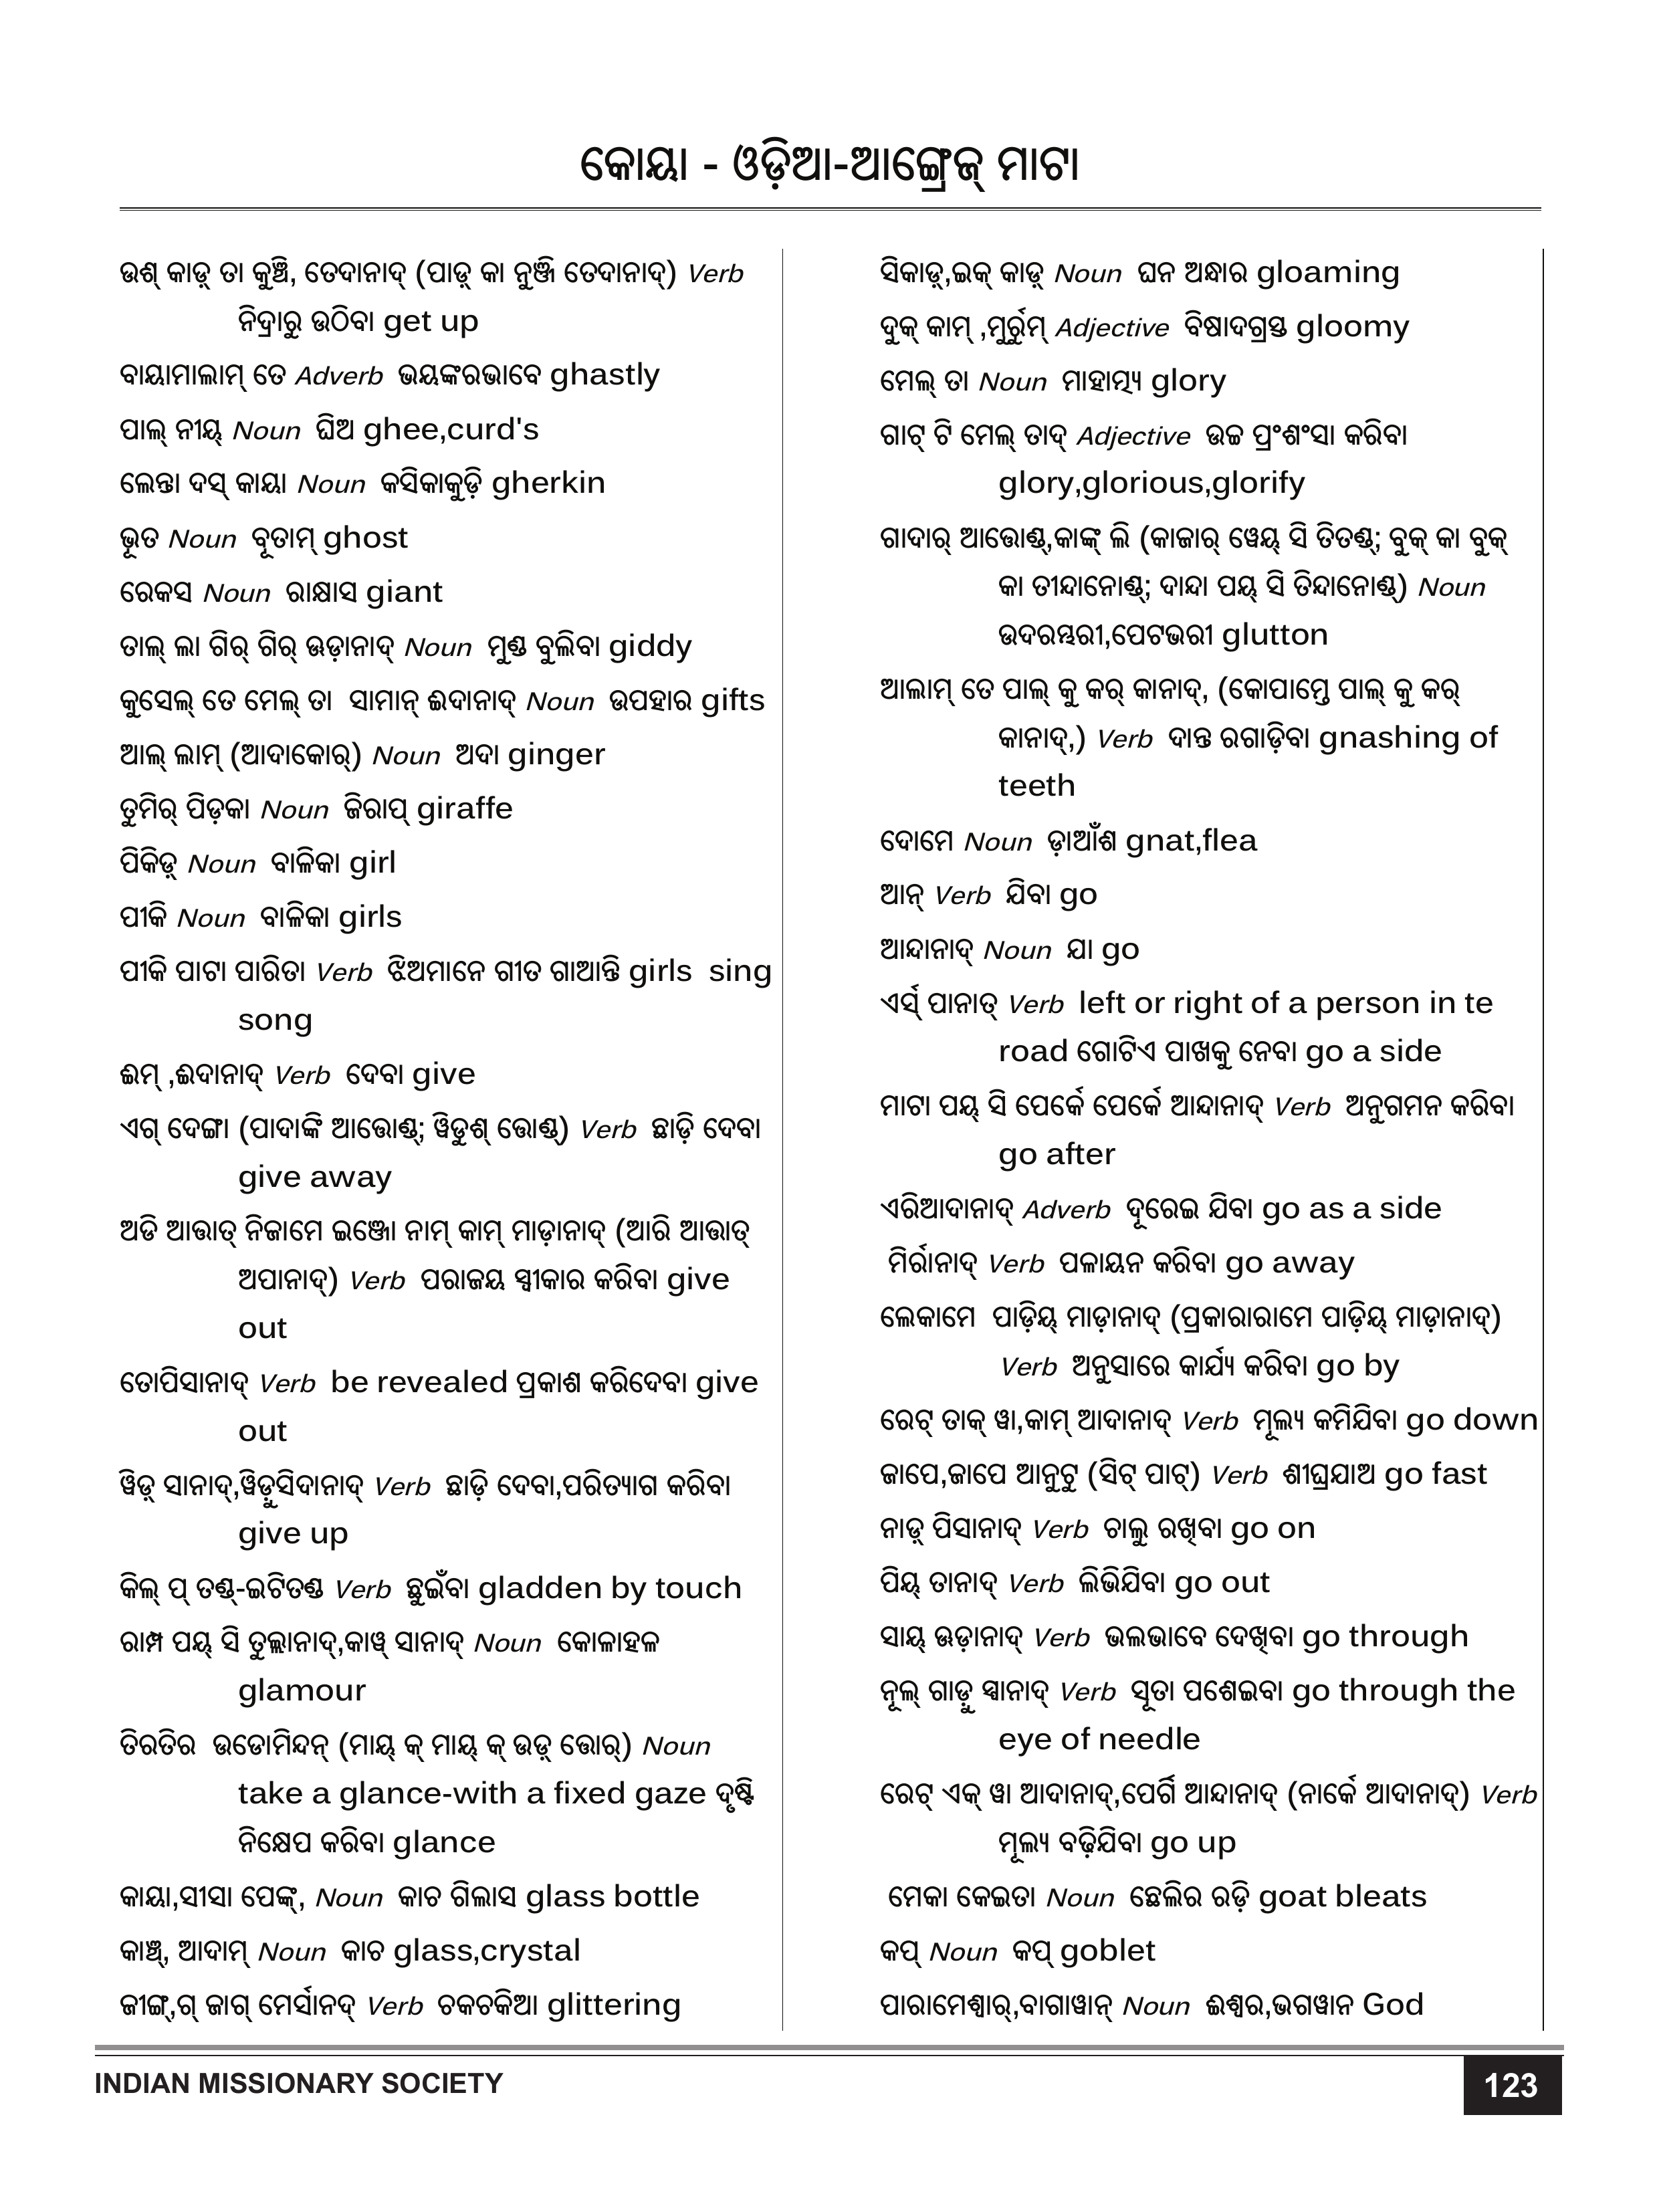 କୋୟା - ଓଡ଼ିଆ-ଆଙ୍ଗ୍ରେଜ୍ ମାଟା
ଉଶ୍ କାଡ଼୍ ତା କୁଞ୍ଚି, ତେଦାନାଦ୍ (ପାଡ଼୍ କା ନୁଞ୍ଜି ତେଦାନାଦ୍) Verb
ନିଦ୍ରାରୁ ଉଠିବା get up
ବାୟାମାଲାମ୍ ତେ Adverb ଭୟଙ୍କରଭାବେ ghastly
ପାଲ୍ ନୀୟ୍ Noun ଘିଅ ghee,curd's
ଲେନ୍ତା ଦସ୍ କାୟା Noun କସିକାକୁଡ଼ି gherkin
ଭୂତ Noun ବୂତାମ୍ ghost
ରେକସ Noun ରାକ୍ଷାସ giant
ତାଲ୍ ଲା ଗିର୍ ଗିର୍ ଊଡ଼ାନାଦ୍ Noun ମୁଣ୍ଡ ବୁଲିବା giddy
କୁସେଲ୍ ତେ ମେଲ୍ ତା ସାମାନ୍ ଈଦାନାଦ୍ Noun ଉପହାର gifts
ଆଲ୍ ଲାମ୍ (ଆଦାକୋର୍) Noun ଅଦା ginger
ତୁମିର୍ ପିଡ଼କା Noun ଜିରାପ୍ giraffe
ପିକିଡ଼୍ Noun ବାଳିକା girl
ପୀକି Noun ବାଳିକା girls
ପୀକି ପାଟା ପାରିତା Verb ଝିଅମାନେ ଗୀତ ଗାଆନ୍ତି girls sing
song
ଈମ୍ ,ଈଦାନାଦ୍ Verb ଦେବା give
ଏଗ୍ ଦେଙ୍ଗା (ପାଦାଙ୍କି ଆତ୍ତୋଣ୍ଡ୍; ୱିଡୁଶ୍ ତ୍ତୋଣ୍ଡ୍) Verb ଛାଡ଼ି ଦେବା
give away
ଅଡି ଆତ୍ତାତ୍ ନିଜାମେ ଇଞ୍ଜୋ ନାମ୍ କାମ୍ ମାଡ଼ାନାଦ୍ (ଆରି ଆତ୍ତାତ୍
ଅପାନାଦ୍) Verb ପରାଜୟ ସ୍ୱୀକାର କରିବା give
out
ତୋପିସାନାଦ୍ Verb be revealed ପ୍ରକାଶ କରିଦେବା give
out
ୱିଡ଼୍ ସାନାଦ୍,ୱିଡ଼ୁସିଦାନାଦ୍ Verb ଛାଡ଼ି ଦେବା,ପରିତ୍ୟାଗ କରିବା
give up
କିଲ୍ ପ୍ ତଣ୍ଡ୍-ଇଟିତଣ୍ଡ Verb ଛୁଇଁବା gladden by touch
ରାମ୍ପ ପୟ୍ ସି ତୁଲ୍ଲାନାଦ୍,କାୱ୍ ସାନାଦ୍ Noun କୋଳାହଳ
glamour
ତିରତିର ଉଡୋମିନ୍ଦନ୍ (ମାୟ୍ କ୍ ମାୟ୍ କ୍ ଉଡ଼୍ ତ୍ତୋର୍) Noun
take a glance-with a fixed gaze ଦୃଷ୍ଟି
ନିକ୍ଷେପ କରିବା glance
କାୟା,ସୀସା ପେଙ୍କ୍, Noun କାଚ ଗିଲାସ glass bottle
କାଞ୍ଚ୍, ଆଦାମ୍ Noun କାଚ glass,crystal
ଜୀଙ୍ଗ୍,ଗ୍ ଜାଗ୍ ମେର୍ସାନଦ୍ Verb ଚକଚକିଆ glittering
ସିକାଡ଼୍,ଇକ୍ କାଡ଼୍ Noun ଘନ ଅନ୍ଧାର gloaming
ଦୁକ୍ କାମ୍ ,ମୁର୍ରୁମ୍ Adjective ବିଷାଦଗ୍ରସ୍ତ gloomy
ମେଲ୍ ତା Noun ମାହାତ୍ମ୍ୟ glory
ଗାଟ୍ ଟି ମେଲ୍ ତାଦ୍ Adjective ଉଚ୍ଚ ପ୍ରଂଶଂସା କରିବା
glory,glorious,glorify
ଗାଦାର୍ ଆତ୍ତୋଣ୍ଡ୍,କାଙ୍କ୍ ଲି (କାଜାର୍ ୱେୟ୍ ସି ତିତଣ୍ଡ୍; ବୁକ୍ କା ବୁକ୍
କା ତୀନ୍ଦାନୋଣ୍ଡ୍; ଦାନ୍ଦା ପୟ୍ ସି ତିନ୍ଦାନୋଣ୍ଡ୍) Noun
ଉଦରମ୍ଭରୀ,ପେଟଭରୀ glutton
ଆଲାମ୍ ତେ ପାଲ୍ କୁ କର୍ କାନାଦ୍, (କୋପାମ୍ତେ ପାଲ୍ କୁ କର୍
କାନାଦ୍,) Verb ଦାନ୍ତ ରଗାଡ଼ିବା gnashing of
teeth
ଦୋମେ Noun ଡ଼ାଆଁଶ gnat,flea
ଆନ୍ Verb ଯିବା go
ଆନ୍ଦାନାଦ୍ Noun ଯା go
ଏର୍ସ୍ ପାନାତ୍ Verb left or right of a person in te
road ଗୋଟିଏ ପାଖକୁ ନେବା go a side
ମାଟା ପୟ୍ ସି ପେର୍କେ ପେର୍କେ ଆନ୍ଦାନାଦ୍ Verb ଅନୁଗମନ କରିବା
go after
ଏରିଆଦାନାଦ୍ Adverb ଦୂରେଇ ଯିବା go as a side
ମିର୍ରାନାଦ୍ Verb ପଳାୟନ କରିବା go away
ଲେକାମେ ପାଡ଼ିୟ୍ ମାଡ଼ାନାଦ୍ (ପ୍ରକାରାରାମେ ପାଡ଼ିୟ୍ ମାଡ଼ାନାଦ୍)
Verb ଅନୁସାରେ କାର୍ଯ୍ୟ କରିବା go by
ରେଟ୍ ତାକ୍ ୱା,କାମ୍ ଆଦାନାଦ୍ Verb ମୂଲ୍ୟ କମିଯିବା go down
ଜାପେ,ଜାପେ ଆନୁଟୁ (ସିଟ୍ ପାଟ୍) Verb ଶୀଘ୍ରଯାଅ go fast
ନାଡ଼୍ ପିସାନାଦ୍ Verb ଚାଲୁ ରଖିବା go on
ପିୟ୍ ତାନାଦ୍ Verb ଲିଭିଯିବା go out
ସାୟ୍ ଊଡ଼ାନାଦ୍ Verb ଭଲଭାବେ ଦେଖିବା go through
ନୂଲ୍ ଗାଡ଼ୁ ସ୍ୱାନାଦ୍ Verb ସୂତା ପଶେଇବା go through the
eye of needle
ରେଟ୍ ଏକ୍ ୱା ଆଦାନାଦ୍,ପେର୍ଗି ଆନ୍ଦାନାଦ୍ (ନାର୍କେ ଆଦାନାଦ୍) Verb
ମୂଲ୍ୟ ବଢ଼ିଯିବା go up
ମେକା କେଇତା Noun ଛେଲିର ରଡ଼ି goat bleats
କପ୍ Noun କପ୍ goblet
ପାରାମେଶ୍ୱାର୍,ବାଗାୱାନ୍ Noun ଈଶ୍ୱର,ଭଗୱାନ God
INDIAN MISSIONARY SOCIETY
123